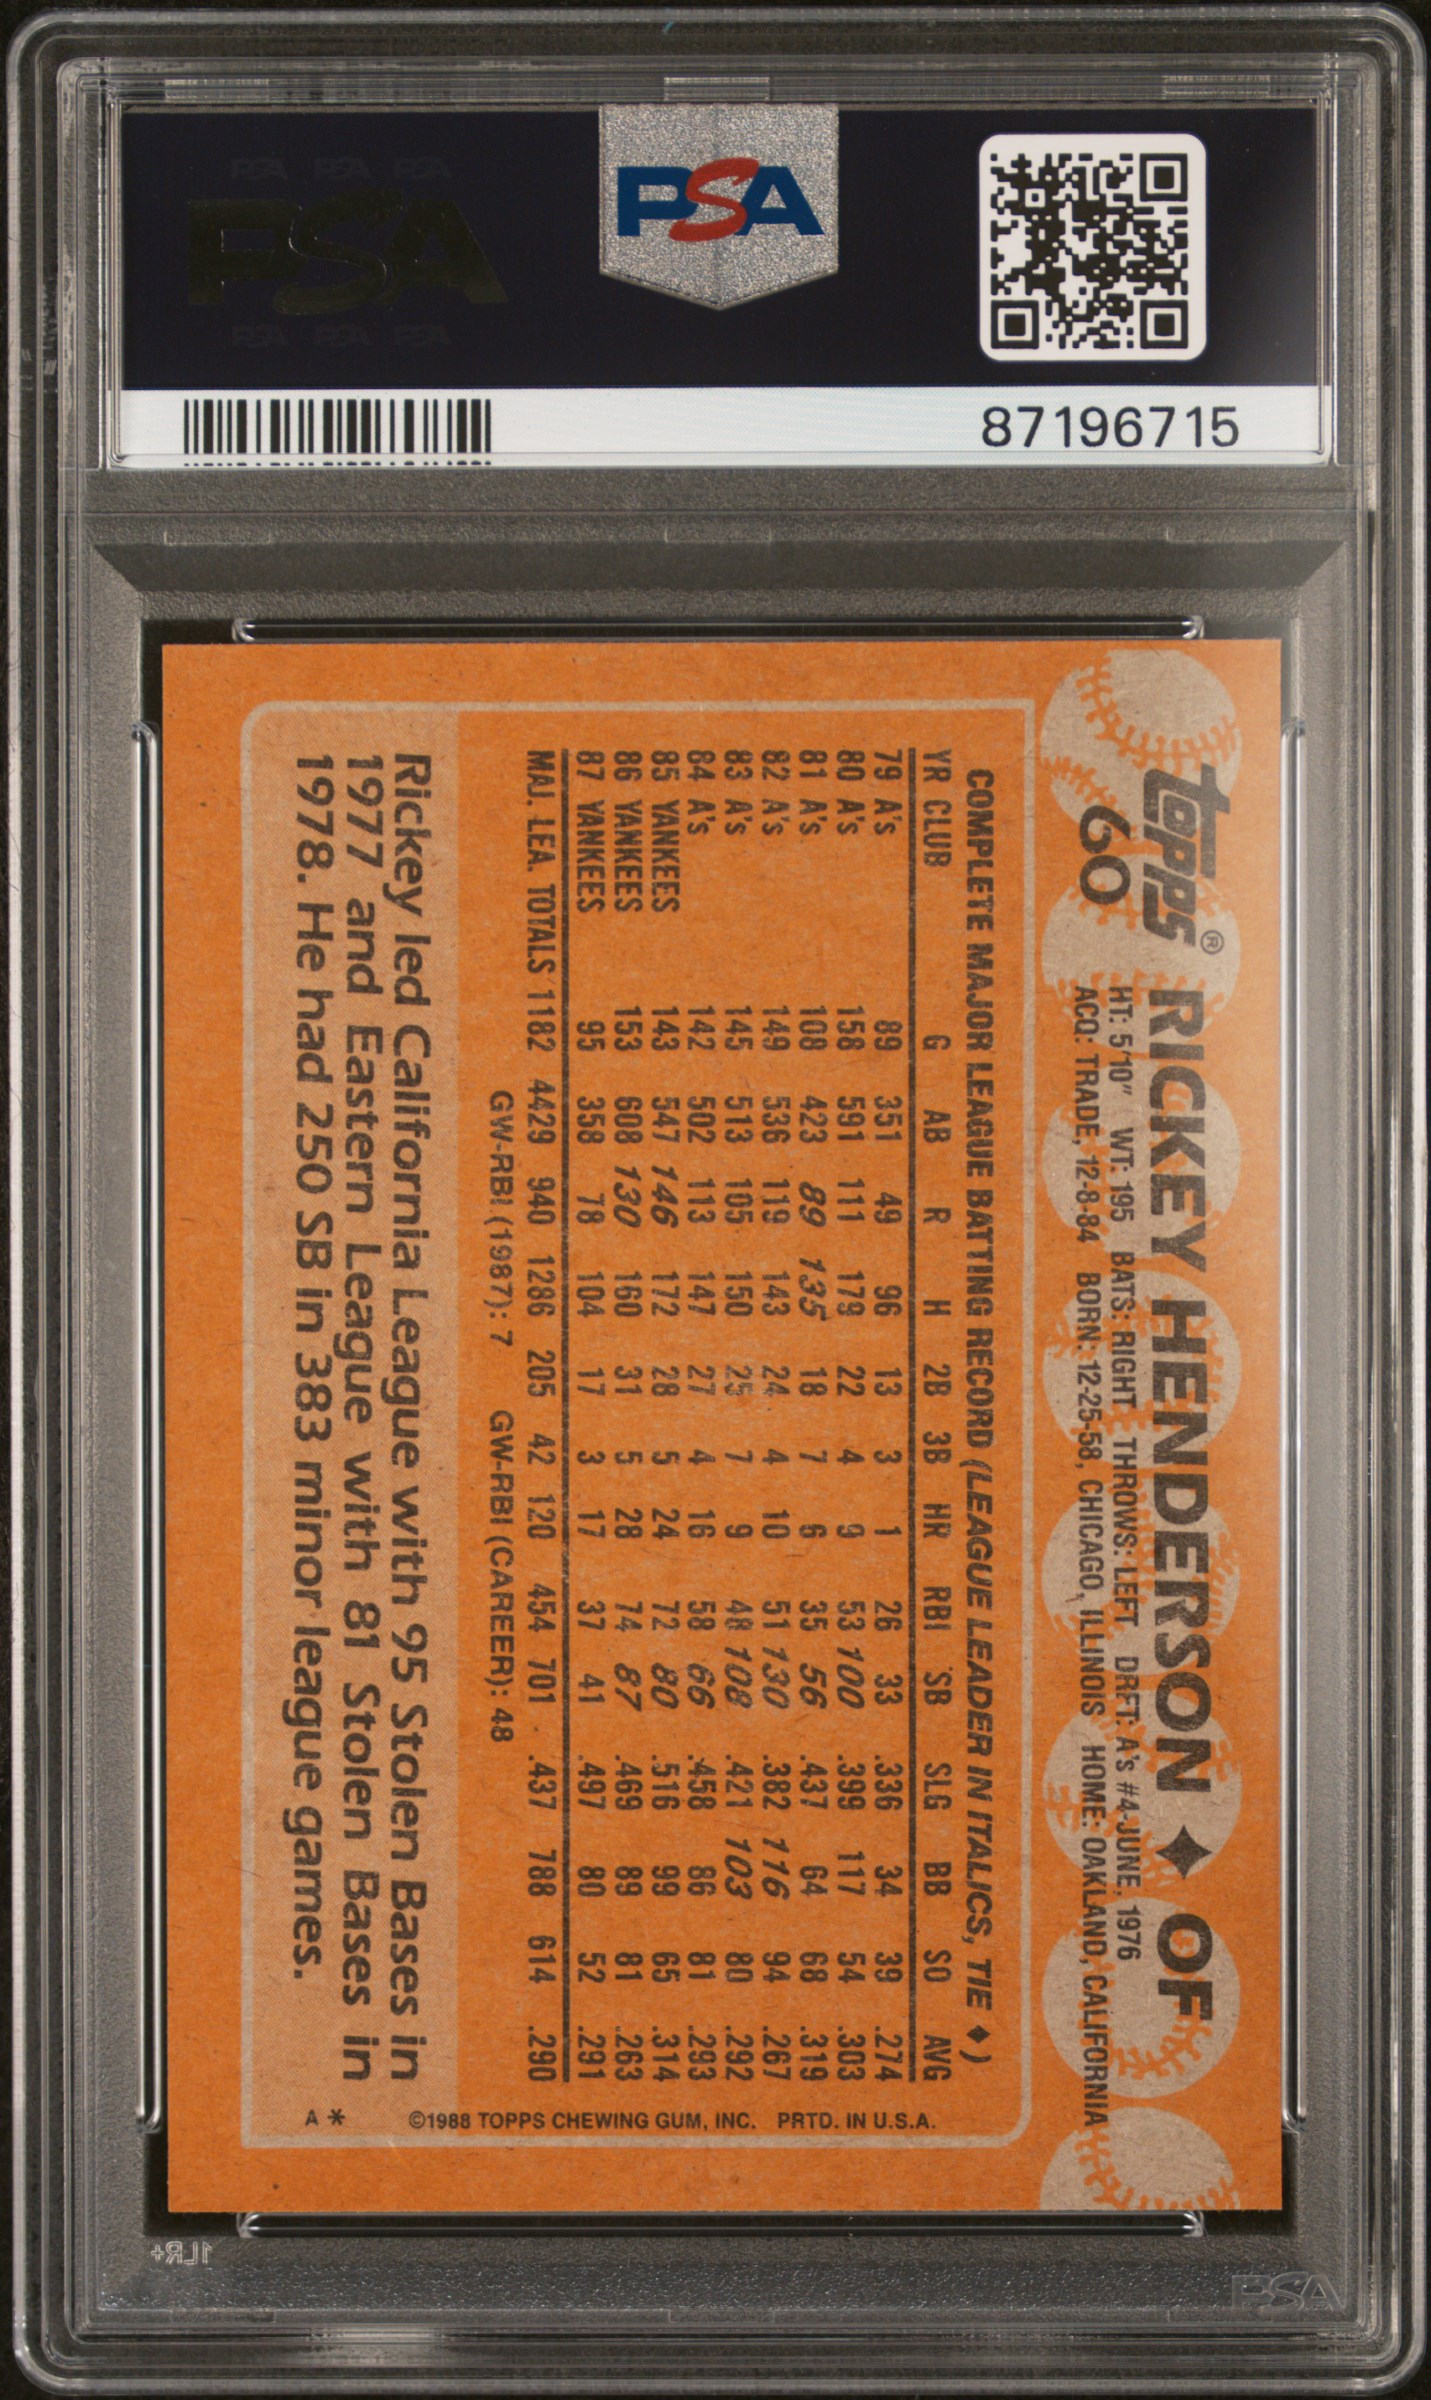 PSA PSA PSA
PSA
PSA PSA PSA
PSA
87196715
Topps®
60
RICKEY HENDERSON ♦ OF
HT: 5'10" WT: 195 BATS: RIGHT THROWS: LEFT DRFT: A's #4-JUNE, 1976
ACQ: TRADE, 12-8-84 BORN: 12-25-58, CHICAGO, ILLINOIS HOME: OAKLAND, CALIFORNIA
COMPLETE MAJOR LEAGUE BATTING RECORD (LEAGUE LEADER IN ITALICS, TIE ♦)
YR CLUB G AB R H 2B 3B HR RBI SB SLG BB SO AVG
79 A's 89 351 49 96 13 3 1 26 33 .336 34 39 .274
80 A's 158 591 111 179 22 4 9 53 100 .399 117 54 .303
81 A's 108 423 89 135 18 7 6 35 56 .437 64 68 .319
82 A's 149 536 119 143 24 4 10 51 130 .382 116 94 .267
83 A's 145 513 105 150 25 7 9 48 108 .421 103 80 .292
84 A's 142 502 113 147 27 4 16 58 66 .458 86 81 .293
85 YANKEES 143 547 146 172 28 5 24 72 80 .516 99 65 .314
86 YANKEES 153 608 130 160 31 5 28 74 87 .469 89 81 .263
87 YANKEES 95 358 78 104 17 3 17 37 41 .497 80 52 .291
MAJ. LEA. TOTALS 1182 4429 940 1286 205 42 120 454 701 .437 788 614 .290
GW-RBI (1987): 7 GW-RBI (CAREER): 48
Rickey led California League with 95 Stolen Bases in
1977 and Eastern League with 81 Stolen Bases in
1978. He had 250 SB in 383 minor league games.
©1988 TOPPS CHEWING GUM, INC. PRTD. IN U.S.A.
A *
1LR+
PSA